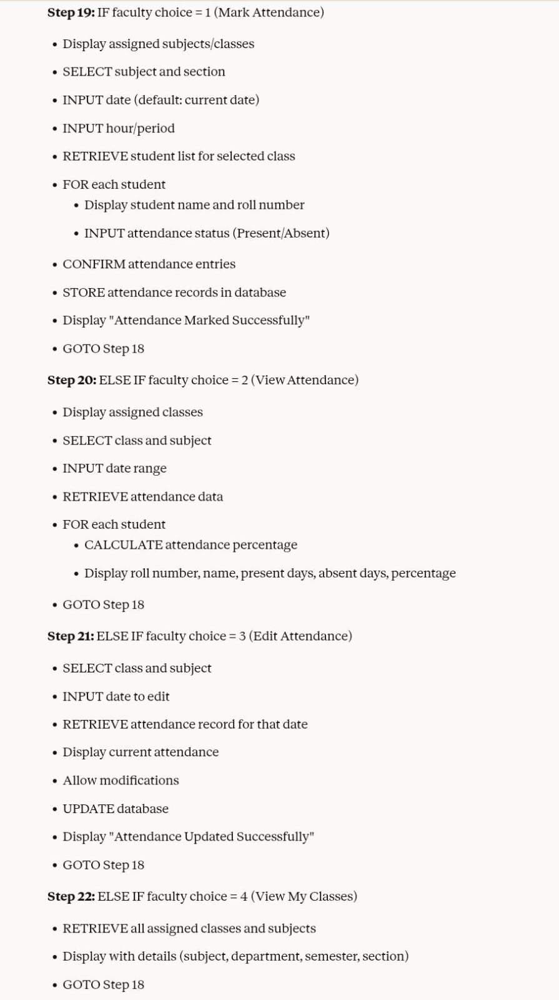 Step 19: IF faculty choice = 1 (Mark Attendance)
• Display assigned subjects/classes
• SELECT subject and section
• INPUT date (default: current date)
• INPUT hour/period
• RETRIEVE student list for selected class
• FOR each student
• Display student name and roll number
• INPUT attendance status (Present/Absent)
• CONFIRM attendance entries
• STORE attendance records in database
• Display "Attendance Marked Successfully"
• GOTO Step 18
Step 20: ELSE IF faculty choice = 2 (View Attendance)
• Display assigned classes
• SELECT class and subject
• INPUT date range
• RETRIEVE attendance data
• FOR each student
• CALCULATE attendance percentage
• Display roll number, name, present days, absent days, percentage
• GOTO Step 18
Step 21: ELSE IF faculty choice = 3 (Edit Attendance)
• SELECT class and subject
• INPUT date to edit
• RETRIEVE attendance record for that date
• Display current attendance
• Allow modifications
• UPDATE database
• Display "Attendance Updated Successfully"
• GOTO Step 18
Step 22: ELSE IF faculty choice = 4 (View My Classes)
• RETRIEVE all assigned classes and subjects
• Display with details (subject, department, semester, section)
• GOTO Step 18